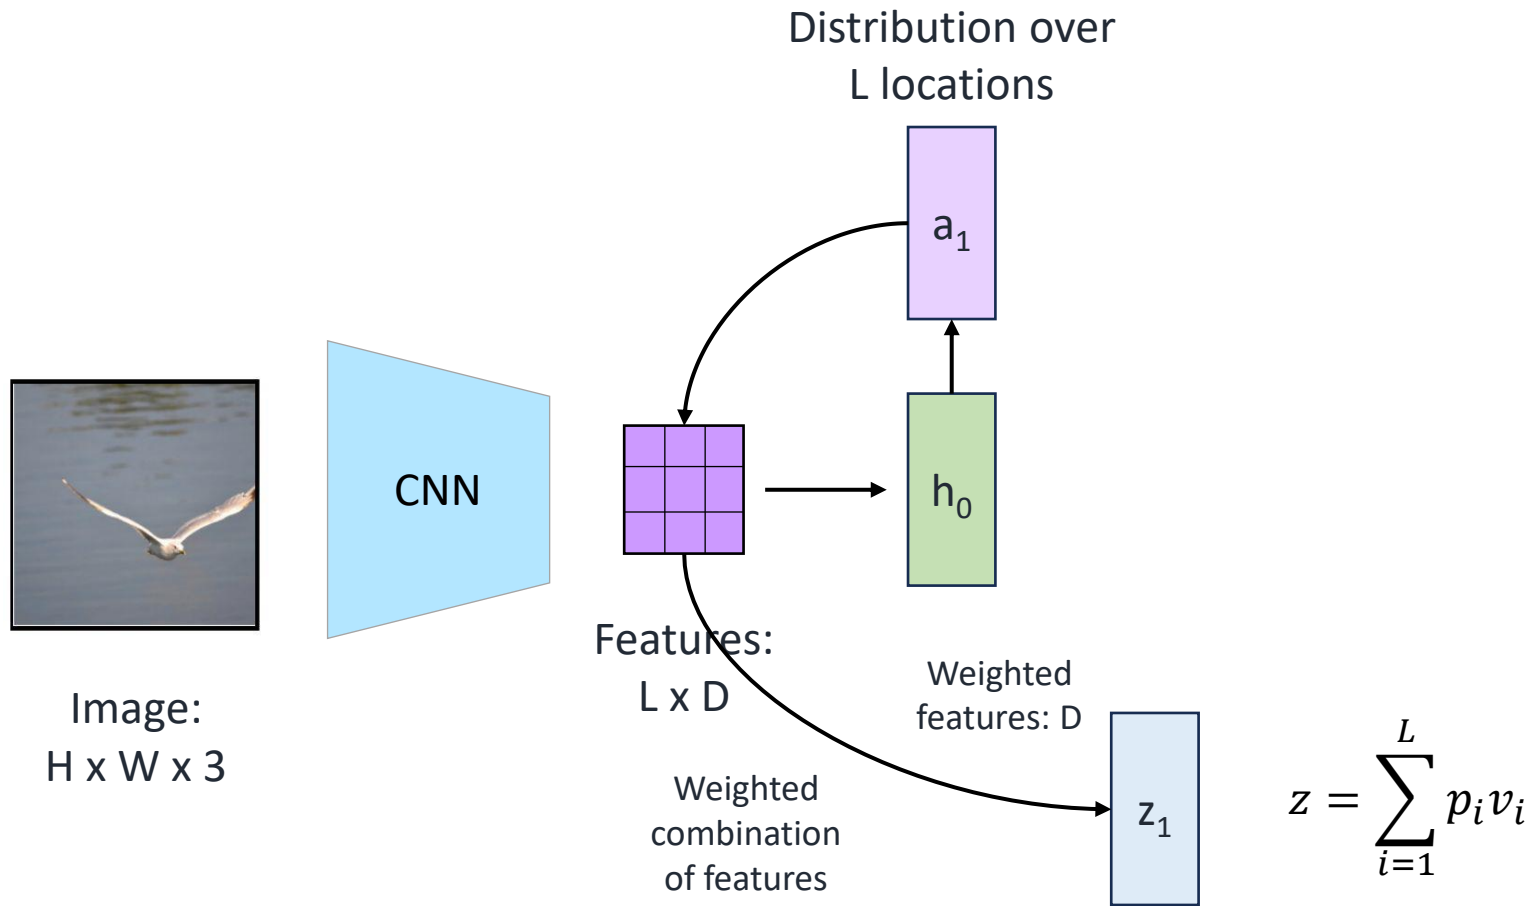 Distribution over
L locations
a₁
CNN
h₀
Features:
L x D
Image:
H x W x 3
Weighted
features: D
Weighted
combination
of features
z₁
z = \sum_{i=1}^{L} p_i v_i